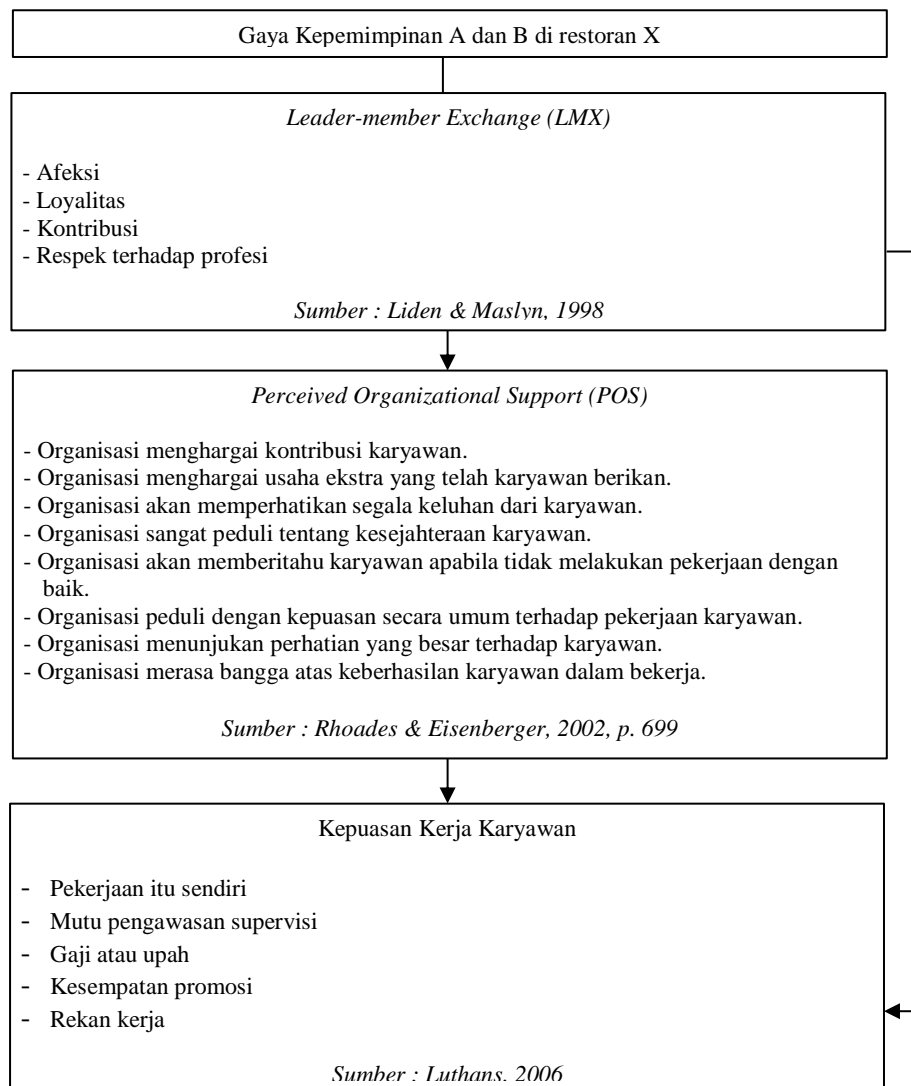 Gaya Kepemimpinan A dan B di restoran X
Leader-member Exchange (LMX)
- Afeksi
- Loyalitas
- Kontribusi
- Respek terhadap profesi
Sumber : Liden & Maslyn, 1998
Perceived Organizational Support (POS)
- Organisasi menghargai kontribusi karyawan.
- Organisasi menghargai usaha ekstra yang telah karyawan berikan.
- Organisasi akan memperhatikan segala keluhan dari karyawan.
- Organisasi sangat peduli tentang kesejahteraan karyawan.
- Organisasi akan memberitahu karyawan apabila tidak melakukan pekerjaan dengan
baik.
- Organisasi peduli dengan kepuasan secara umum terhadap pekerjaan karyawan.
- Organisasi menunjukan perhatian yang besar terhadap karyawan.
- Organisasi merasa bangga atas keberhasilan karyawan dalam bekerja.
Sumber : Rhoades & Eisenberger, 2002, p. 699
Kepuasan Kerja Karyawan
- Pekerjaan itu sendiri
- Mutu pengawasan supervisi
- Gaji atau upah
- Kesempatan promosi
- Rekan kerja
Sumber : Luthans, 2006